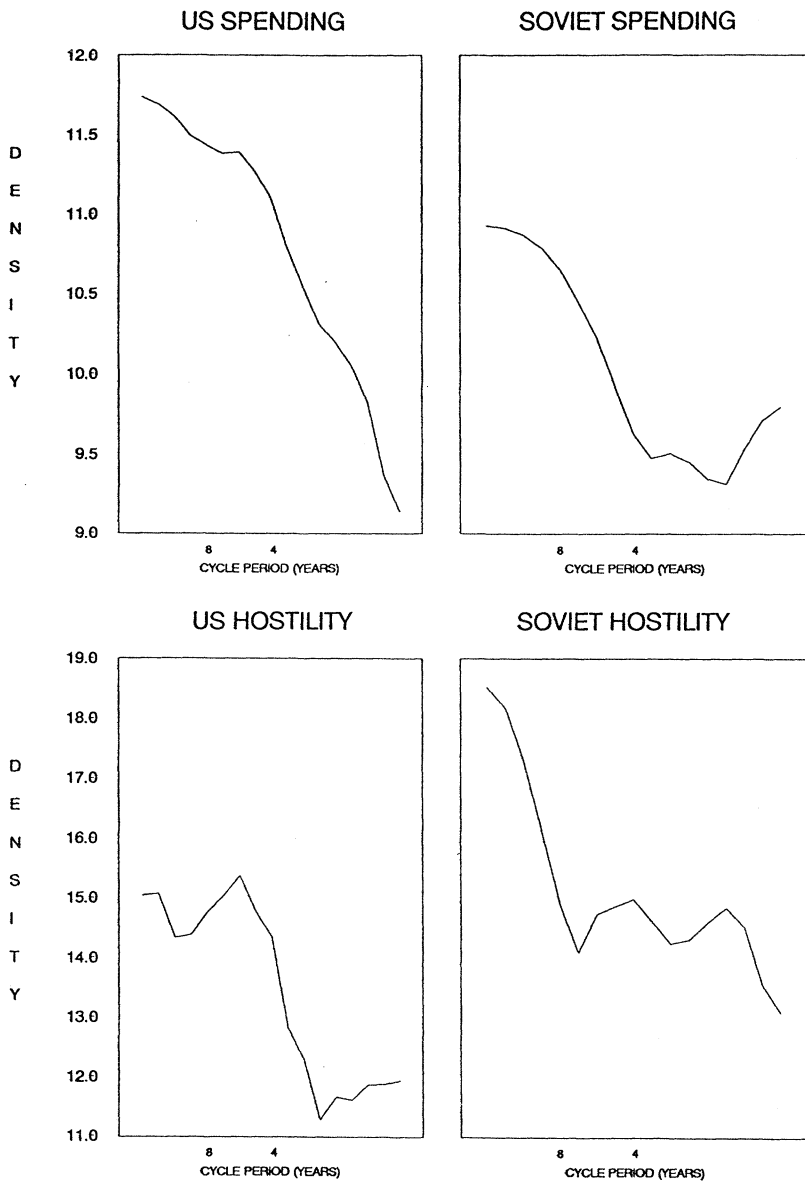 US SPENDING
SOVIET SPENDING
DENSITY
12.0
11.5
11.0
10.5
10.0
9.5
9.0
8 4
CYCLE PERIOD (YEARS)
8 4
CYCLE PERIOD (YEARS)
US HOSTILITY
SOVIET HOSTILITY
DENSITY
19.0
18.0
17.0
16.0
15.0
14.0
13.0
12.0
11.0
8 4
CYCLE PERIOD (YEARS)
8 4
CYCLE PERIOD (YEARS)